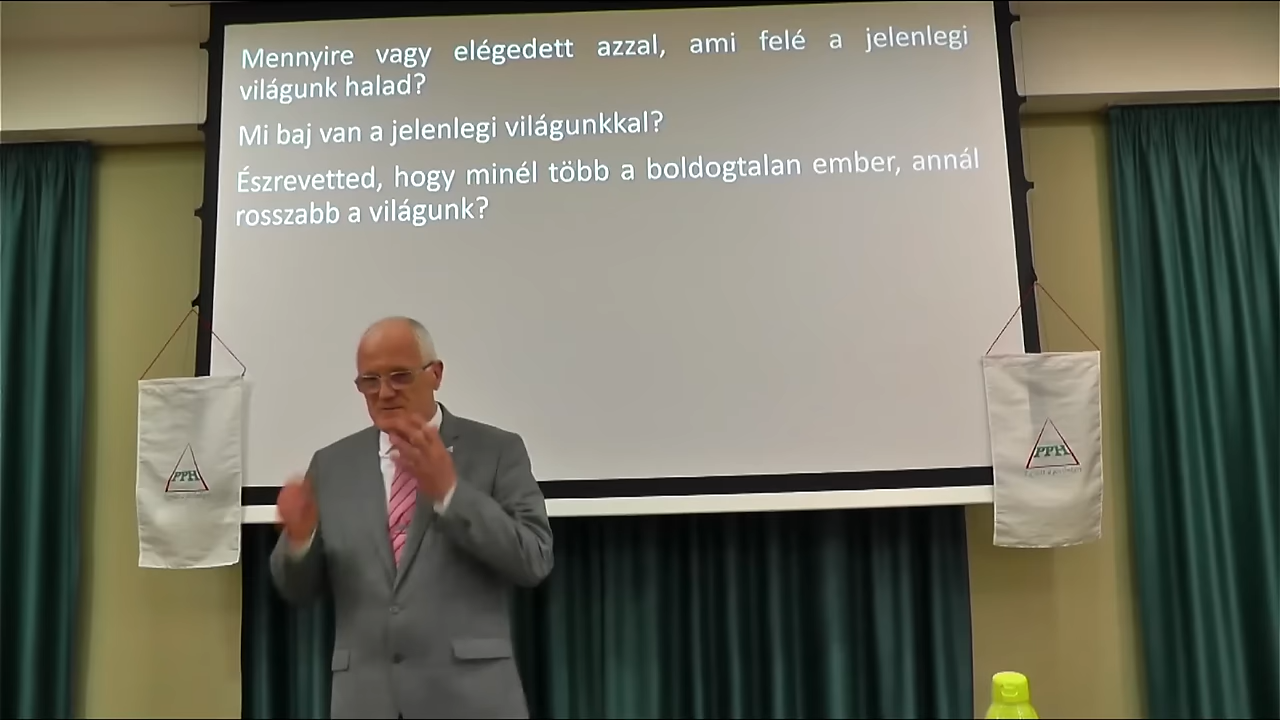 Mennyire vagy elégedett azzal, ami felé a jelenlegi
világunk halad?
Mi baj van a jelenlegi világunkkal?
Észrevetted, hogy minél több a boldogtalan ember, annál
rosszabb a világunk?
PPH
PPH